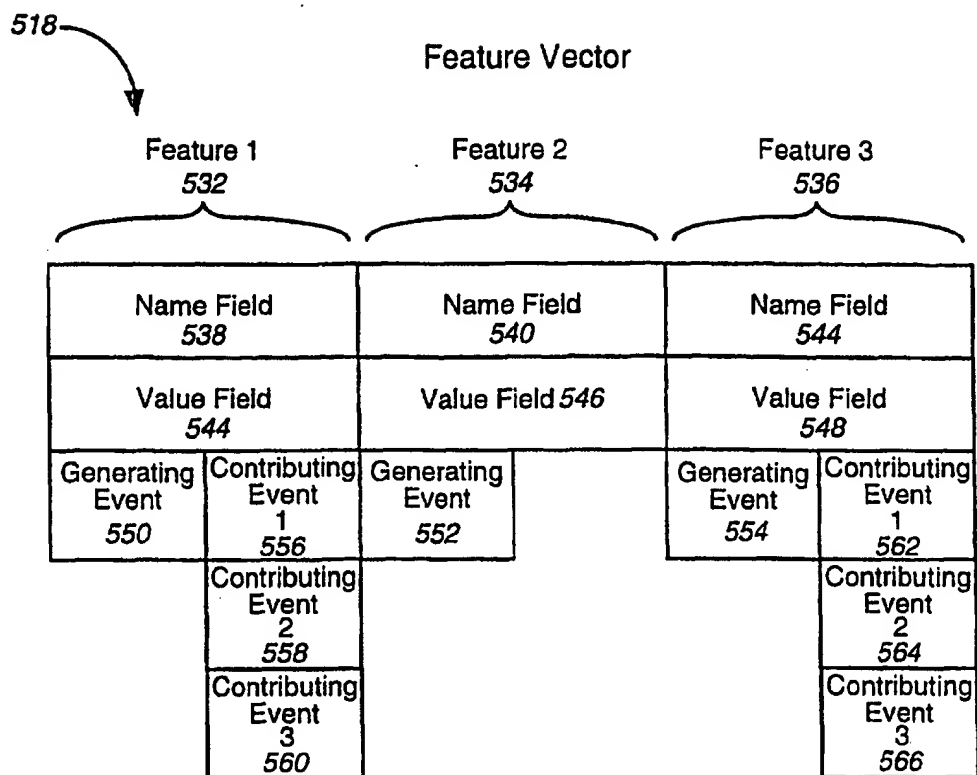 518
Feature Vector
Feature 1
532
Feature 2
534
Feature 3
536
Name Field
538
Name Field
540
Name Field
544
Value Field
544
Value Field 546
Value Field
548
Generating
Event
550
Contributing
Event
1
556
Generating
Event
552
Generating
Event
554
Contributing
Event
1
562
Contributing
Event
2
558
Contributing
Event
2
564
Contributing
Event
3
560
Contributing
Event
3
566